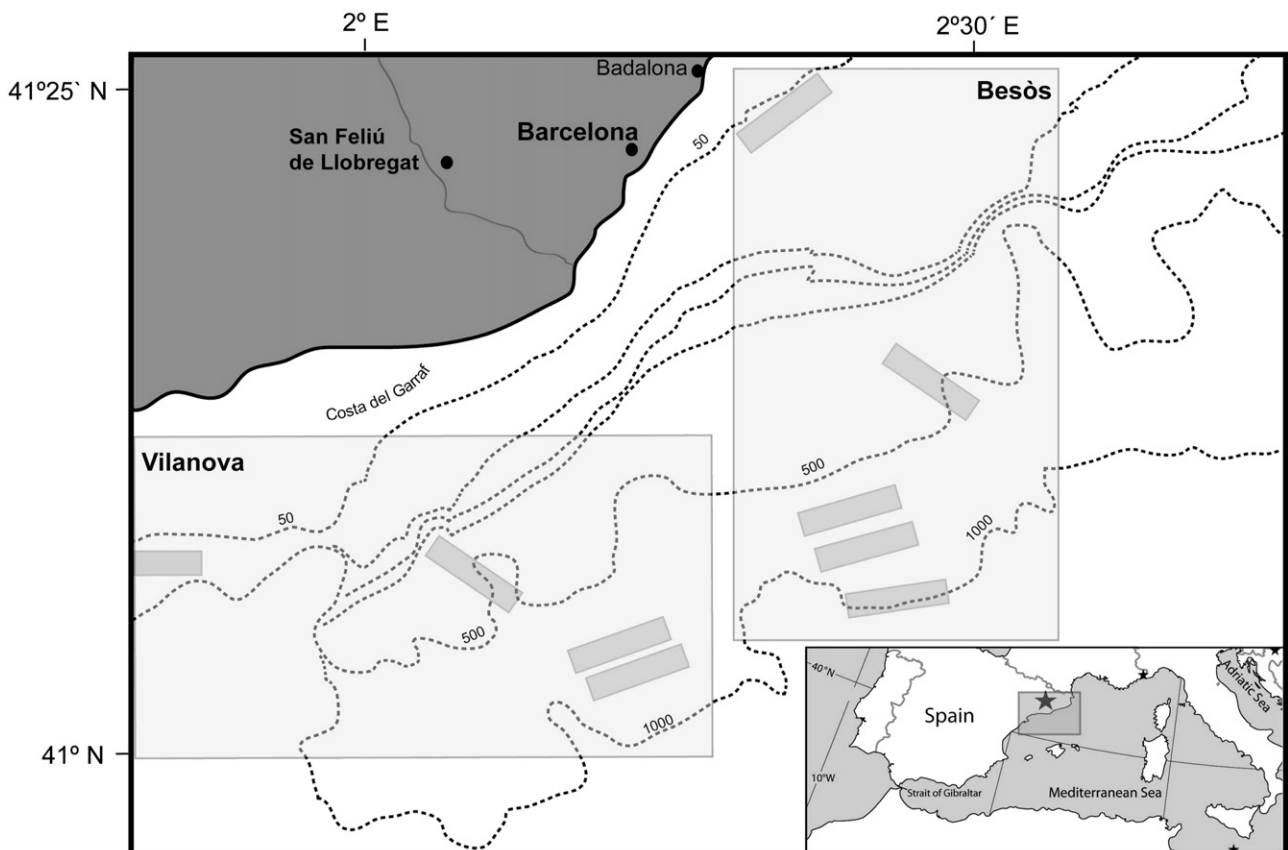 2º E
2º30´ E
41º25` N
Badalona
Besòs
Barcelona
San Feliú
de Llobregat
50
Costa del Garraf
Vilanova
500
50
1000
500
1000
41º N
40°N
Spain
Adriatic Sea
10°W
Strait of Gibraltar
Mediterranean Sea